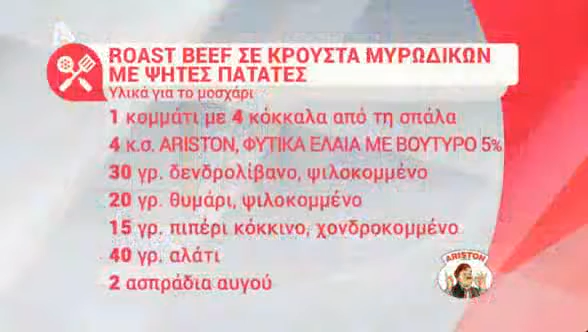 ROAST BEEF ΣΕ ΚΡΟΥΣΤΑ ΜΥΡΩΔΙΚΩΝ
ΜΕ ΨΗΤΕΣ ΠΑΤΑΤΕΣ
Υλικά για το μοσχάρι
1 κομμάτι με 4 κόκκαλα από τη σπάλα
4 κ.σ. ARISTON, ΦΥΤΙΚΑ ΕΛΑΙΑ ΜΕ ΒΟΥΤΥΡΟ 5%
30 γρ. δενδρολίβανο, ψιλοκομμένο
20 γρ. θυμάρι, ψιλοκομμένο
15 γρ. πιπέρι κόκκινο, χονδροκομμένο
40 γρ. αλάτι
2 ασπράδια αυγού
ARISTON